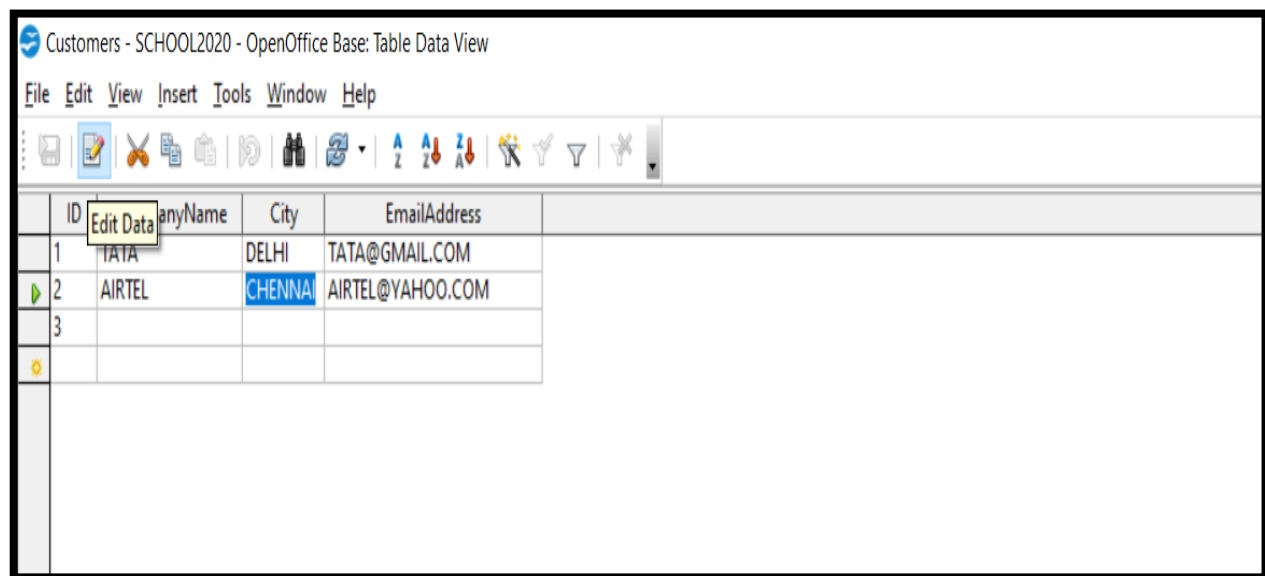 Customers - SCHOOL2020 - OpenOffice Base: Table Data View
File Edit View Insert Tools Window Help
ID anyName City EmailAddress
Edit Data
1 TATA DELHI TATA@GMAIL.COM
2 AIRTEL CHENNAI AIRTEL@YAHOO.COM
3